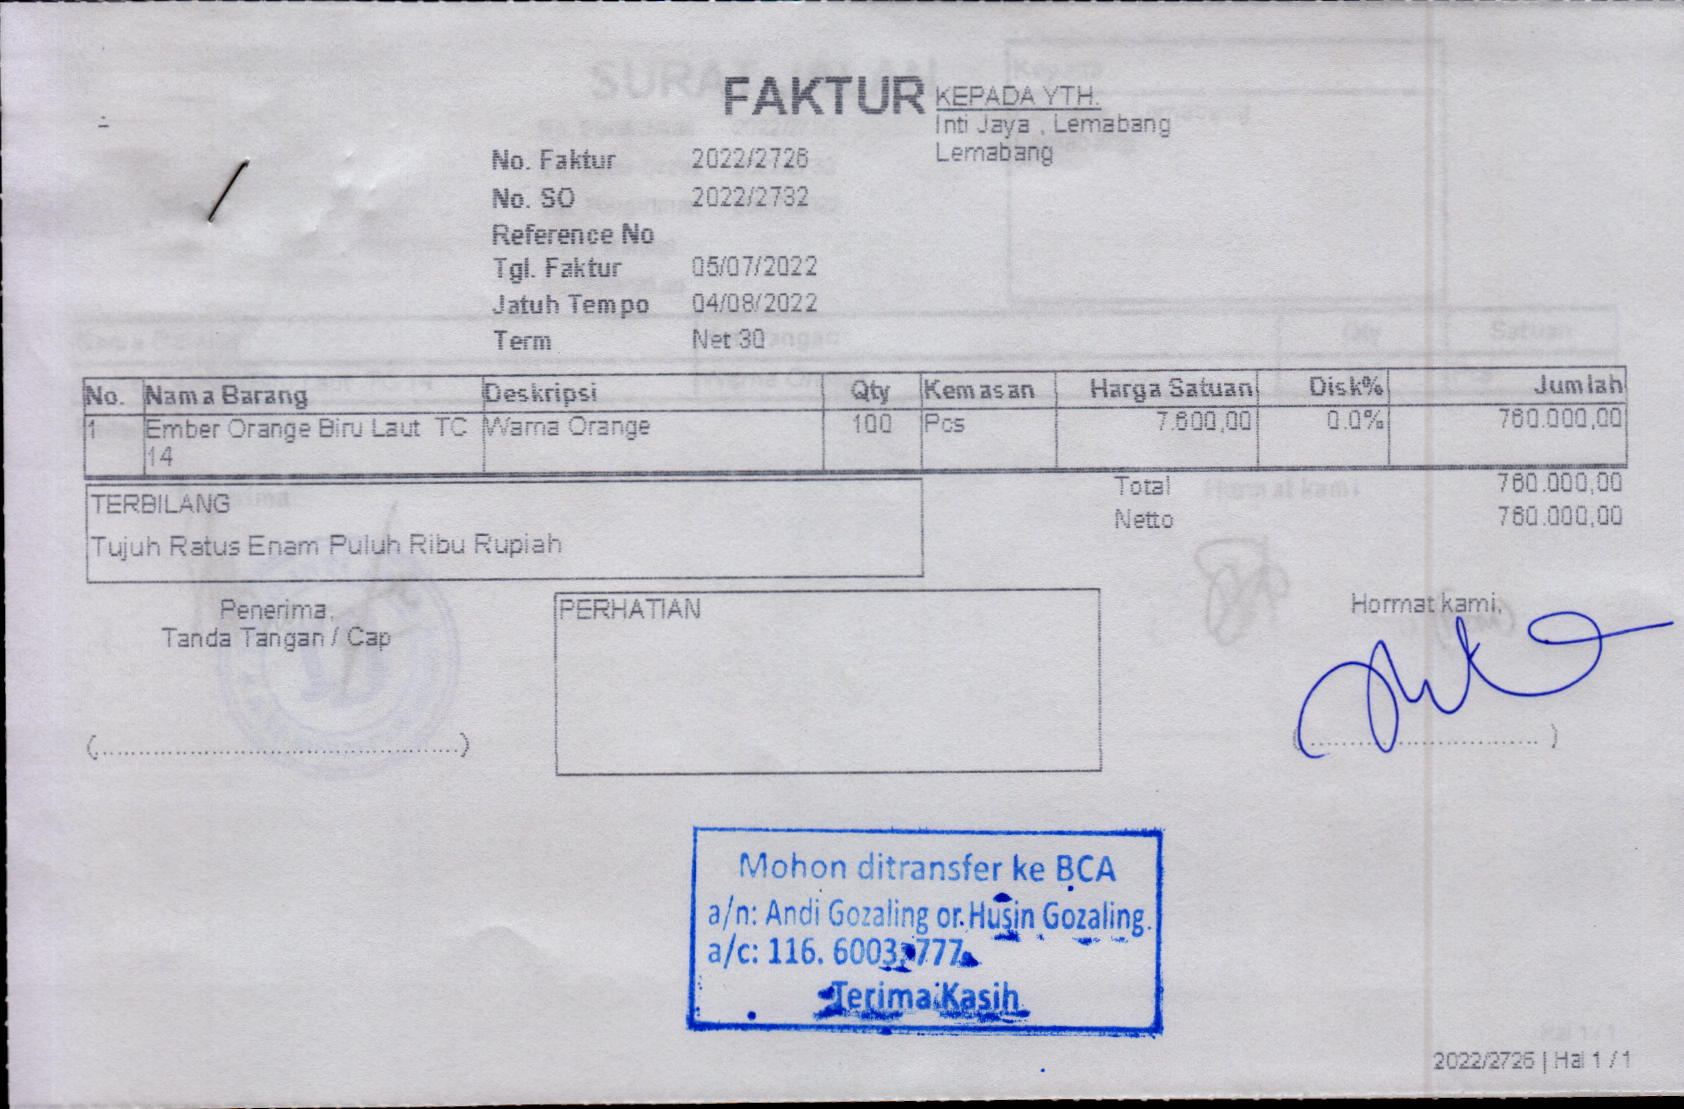 FAKTUR
KEPADA YTH.
Inti Jaya , Lemabang
Lemabang
No. Faktur 2022/2726
No. SO 2022/2732
Reference No
Tgl. Faktur 05/07/2022
Jatuh Tempo 04/08/2022
Term Net 30
No. Nama Barang Deskripsi Qty Kemasan Harga Satuan Disk% Jumlah
1 Ember Orange Biru Laut TC Warna Orange 100 Pcs 7.600,00 0.0% 760.000,00
14
Total 760.000,00
Netto 760.000,00
TERBILANG
Tujuh Ratus Enam Puluh Ribu Rupiah
Penerima,
Tanda Tangan / Cap
PERHATIAN
Hormat kami,
(................................................)
(................................ )
Mohon ditransfer ke BCA
a/n: Andi Gozaling or Husin Gozaling.
a/c: 116. 6003. 777
Terima Kasih
2022/2726 | Hal 1 / 1